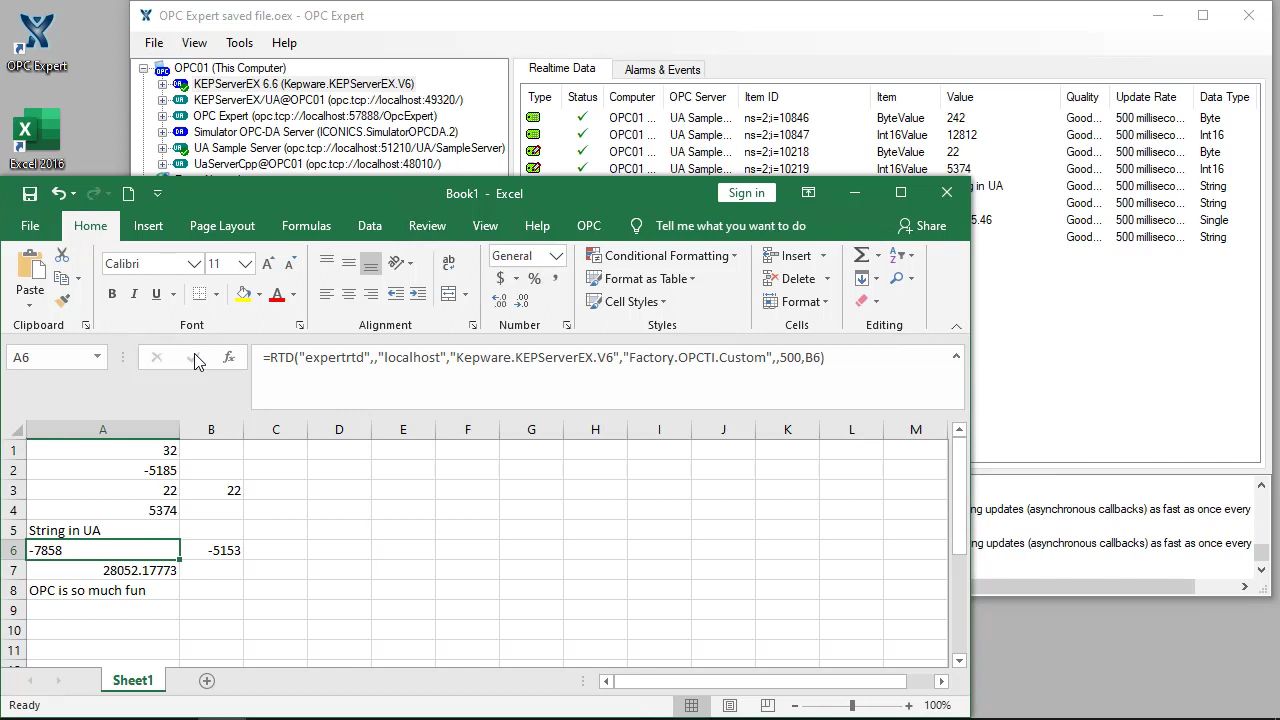 OPC Expert
Excel 2016
OPC Expert saved file.oex - OPC Expert
File View Tools Help
OPC01 (This Computer)
KEPServerEX 6.6 (Kepware.KEPServerEX.V6)
KEPServerEX/UA@OPC01 (opc.tcp://localhost:49320/)
OPC Expert (opc.tcp://localhost:57888/OpcExpert)
Simulator OPC-DA Server (ICONICS.SimulatorOPCDA.2)
UA Sample Server (opc.tcp://localhost:51210/UA/SampleServer)
UaServerCpp@OPC01 (opc.tcp://localhost:48010/)
Realtime Data Alarms & Events
Type Status Computer OPC Server Item ID Item Value Quality Update Rate Data Type
OPC01 ... UA Sample... ns=2;i=10846 ByteValue 242 Good... 500 milliseco... Byte
OPC01 ... UA Sample... ns=2;i=10847 Int16Value 12812 Good... 500 milliseco... Int16
OPC01 ... UA Sample... ns=2;i=10218 ByteValue 22 Good... 500 milliseco... Byte
OPC01 ... UA Sample... ns=2;i=10219 Int16Value 5374 Good... 500 milliseco... Int16
g in UA Good... 500 milliseco... String
Good... 500 milliseco... String
5.46 Good... 500 milliseco... Single
Good... 500 milliseco... String
ng updates (asynchronous callbacks) as fast as once every
ng updates (asynchronous callbacks) as fast as once every
Book1 - Excel
Sign in
File Home Insert Page Layout Formulas Data Review View Help OPC Tell me what you want to do Share
Paste
Clipboard
Calibri 11
B I U
Font
ab
Alignment
General
$ % ,
Number
Conditional Formatting
Format as Table
Cell Styles
Styles
Insert
Delete
Format
Cells
Editing
A6 fx =RTD("expertrtd",,"localhost","Kepware.KEPServerEX.V6","Factory.OPCTI.Custom",,500,B6)
A B C D E F G H I J K L M
1 32
2 -5185
3 22 22
4 5374
5 String in UA
6 -7858 -5153
7 28052.17773
8 OPC is so much fun
9
10
11
Sheet1
Ready 100%